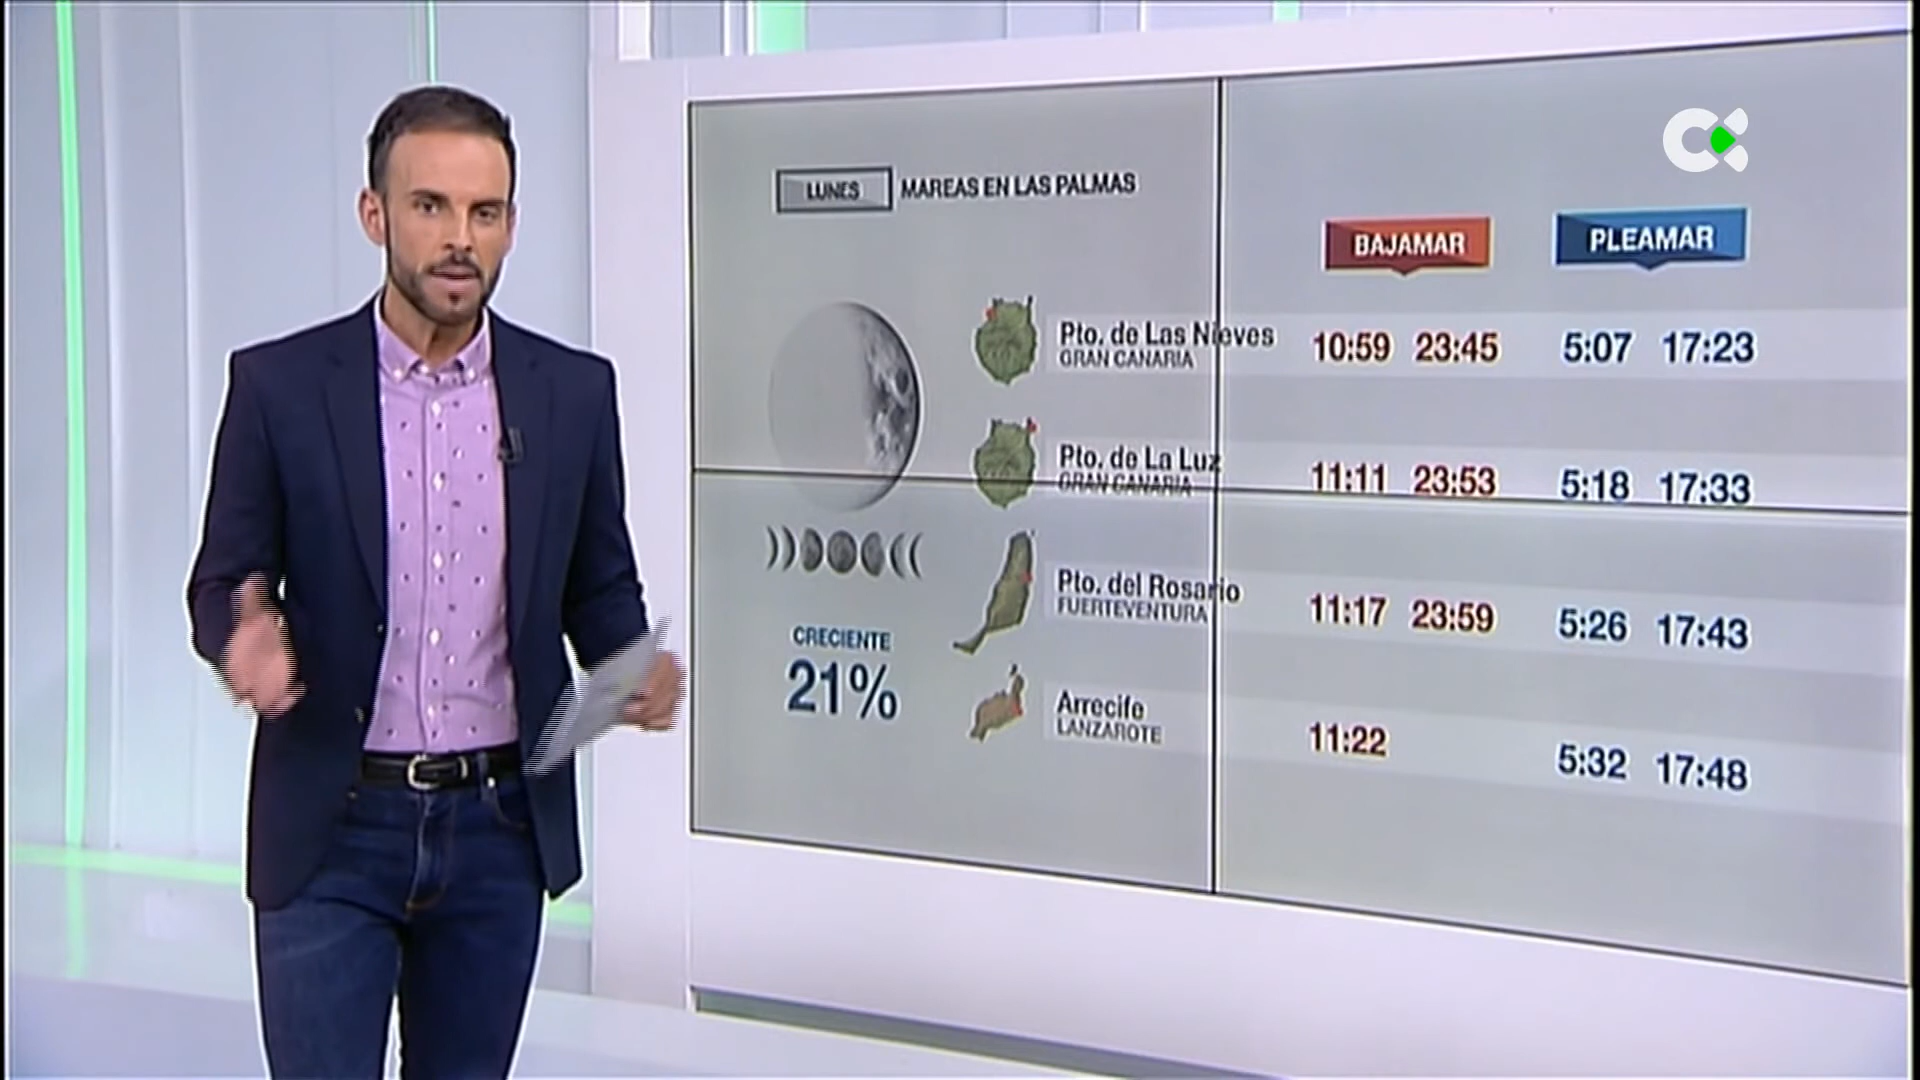 LUNES MAREAS EN LAS PALMAS
BAJAMAR PLEAMAR
Pto. de Las Nieves 10:59 23:45 5:07 17:23
GRAN CANARIA
Pto. de La Luz 11:11 23:53 5:18 17:33
GRAN CANARIA
Pto. del Rosario 11:17 23:59 5:26 17:43
FUERTEVENTURA
CRECIENTE
21%
Arrecife 11:22 5:32 17:48
LANZAROTE